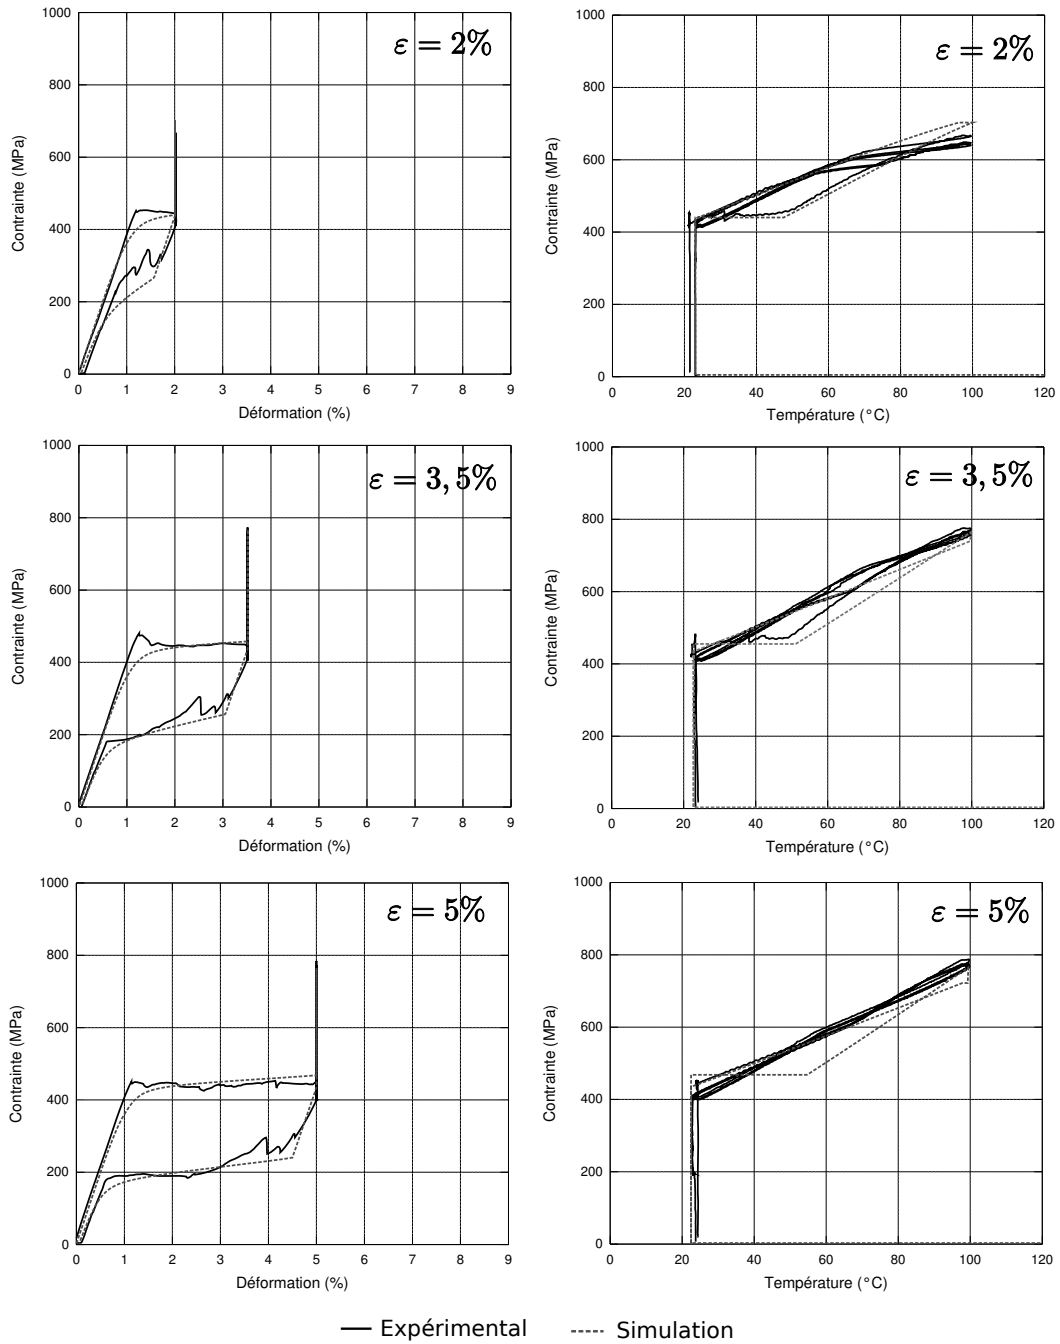 ε = 2%
Contrainte (MPa)
1000
800
600
400
200
0
0 1 2 3 4 5 6 7 8 9
Déformation (%)
ε = 2%
Contrainte (MPa)
1000
800
600
400
200
0
0 20 40 60 80 100 120
Température (°C)
ε = 3, 5%
Contrainte (MPa)
1000
800
600
400
200
0
0 1 2 3 4 5 6 7 8 9
Déformation (%)
ε = 3, 5%
Contrainte (MPa)
1000
800
600
400
200
0
0 20 40 60 80 100 120
Température (°C)
ε = 5%
Contrainte (MPa)
1000
800
600
400
200
0
0 1 2 3 4 5 6 7 8 9
Déformation (%)
ε = 5%
Contrainte (MPa)
1000
800
600
400
200
0
0 20 40 60 80 100 120
Température (°C)
Expérimental Simulation